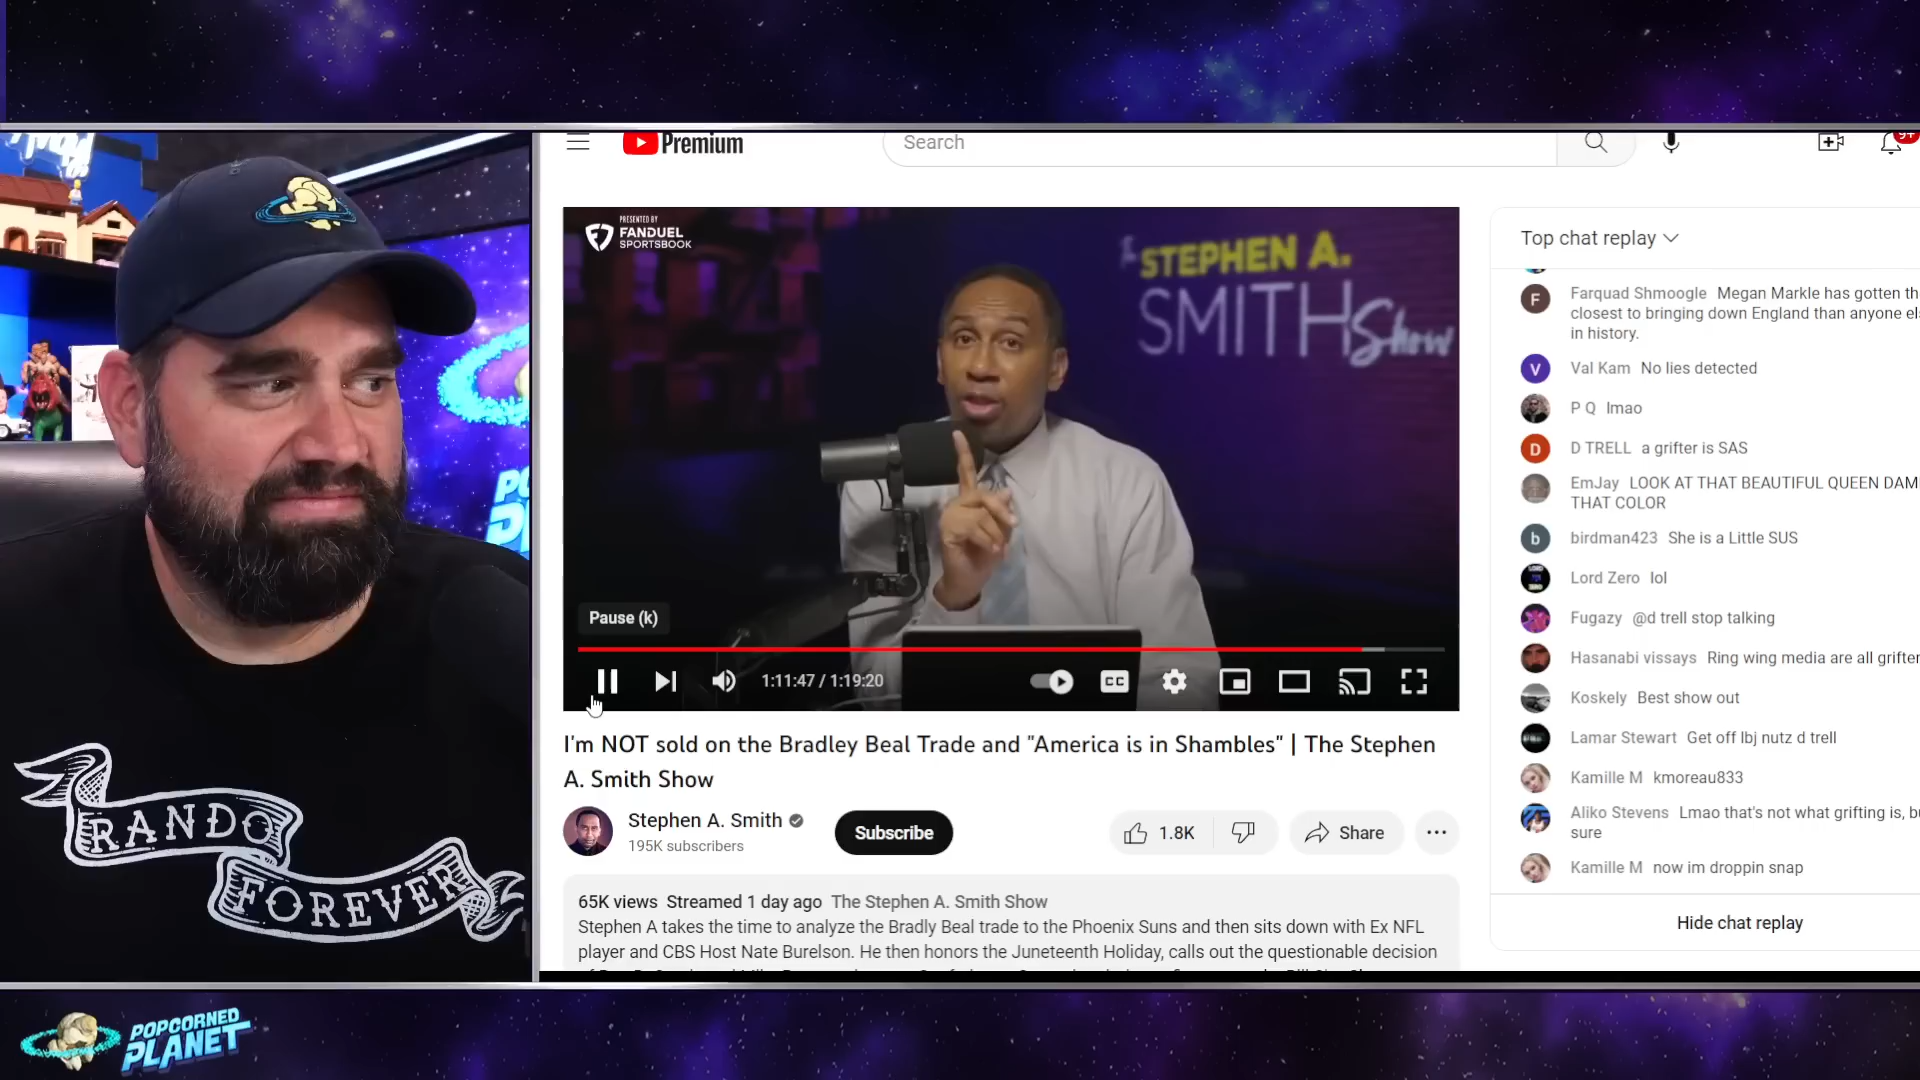 Premium
Search
9+
PRESENTED BY
FANDUEL
SPORTSBOOK
STEPHEN A.
SMITH Show
Pause (k)
1:11:47 / 1:19:20
CC
I'm NOT sold on the Bradley Beal Trade and "America is in Shambles" | The Stephen
A. Smith Show
Stephen A. Smith
195K subscribers
Subscribe
1.8K
Share
65K views Streamed 1 day ago The Stephen A. Smith Show
Stephen A takes the time to analyze the Bradly Beal trade to the Phoenix Suns and then sits down with Ex NFL
player and CBS Host Nate Burelson. He then honors the Juneteenth Holiday, calls out the questionable decision
Top chat replay
F
Farquad Shmoogle Megan Markle has gotten the
closest to bringing down England than anyone els
in history.
V
Val Kam No lies detected
P Q lmao
D
D TRELL a grifter is SAS
EmJay LOOK AT THAT BEAUTIFUL QUEEN DAM
THAT COLOR
b
birdman423 She is a Little SUS
Lord Zero lol
Fugazy @d trell stop talking
Hasanabi vissays Ring wing media are all grifter
Koskely Best show out
Lamar Stewart Get off lbj nutz d trell
Kamille M kmoreau833
Aliko Stevens Lmao that's not what grifting is, bu
sure
Kamille M now im droppin snap
Hide chat replay
RANDO
FOREVER
POPCORNED
PLANET